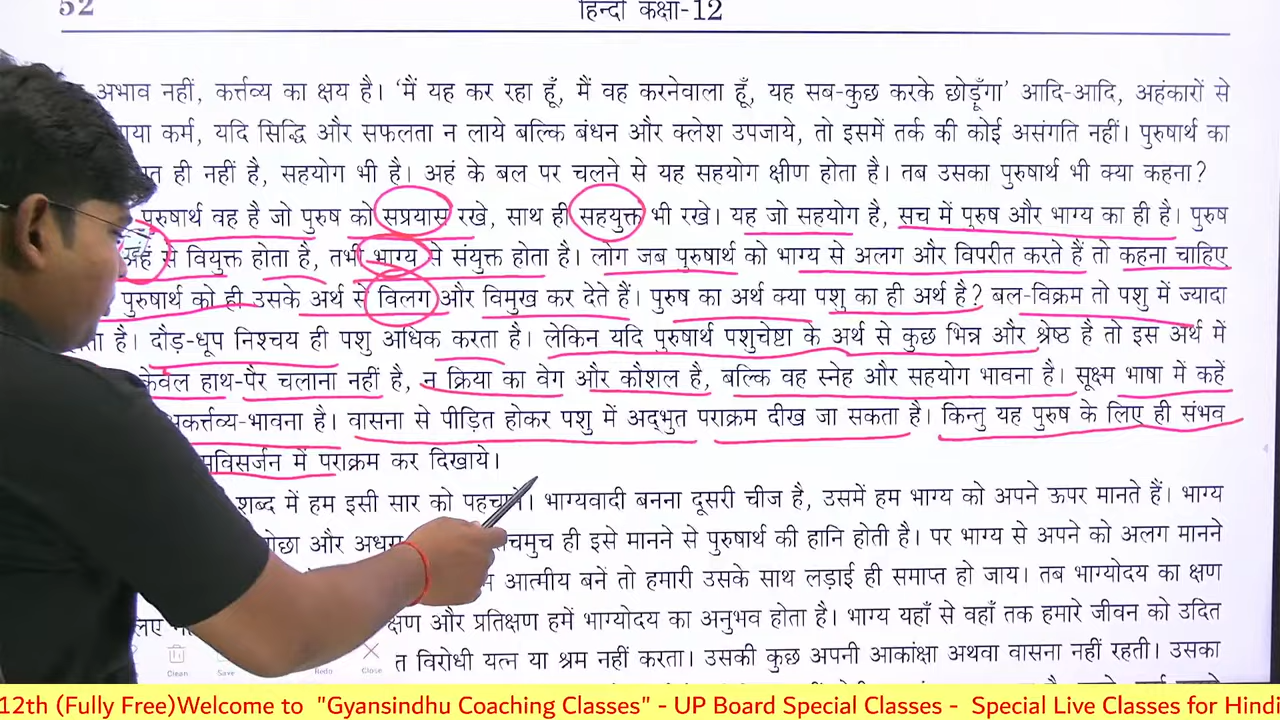 52 हिन्दी कक्षा-12
अभाव नहीं, कर्त्तव्य का क्षय है। ‘मैं यह कर रहा हूँ, मैं वह करनेवाला हूँ, यह सब-कुछ करके छोड़ूँगा’ आदि-आदि, अहंकारों से
कर्म, यदि सिद्धि और सफलता न लाये बल्कि बंधन और क्लेश उपजाये, तो इसमें तर्क की कोई असंगति नहीं। पुरुषार्थ का
ही नहीं है, सहयोग भी है। अहं के बल पर चलने से यह सहयोग क्षीण होता है। तब उसका पुरुषार्थ भी क्या कहना?
पुरुषार्थ वह है जो पुरुष को सप्रयास रखे, साथ ही सहयुक्त भी रखे। यह जो सहयोग है, सच में पुरुष और भाग्य का ही है। पुरुष
अहं से वियुक्त होता है, तभी भाग्य से संयुक्त होता है। लोग जब पुरुषार्थ को भाग्य से अलग और विपरीत करते हैं तो कहना चाहिए
पुरुषार्थ को ही उसके अर्थ से विलग और विमुख कर देते हैं। पुरुष का अर्थ क्या पशु का ही अर्थ है? बल-विक्रम तो पशु में ज्यादा
है। दौड़-धूप निश्चय ही पशु अधिक करता है। लेकिन यदि पुरुषार्थ पशुचेष्टा के अर्थ से कुछ भिन्न और श्रेष्ठ है तो इस अर्थ में
केवल हाथ-पैर चलाना नहीं है, न क्रिया का वेग और कौशल है, बल्कि वह स्नेह और सहयोग भावना है। सूक्ष्म भाषा में कहें
भावना है। वासना से पीड़ित होकर पशु में अद्भुत पराक्रम दीख जा सकता है। किन्तु यह पुरुष के लिए ही संभव
में पराक्रम कर दिखाये।
शब्द में हम इसी सार को भाग्यवादी बनना दूसरी चीज है, उसमें हम भाग्य को अपने ऊपर मानते हैं। भाग्य
और ही इसे मानने से पुरुषार्थ की हानि होती है। पर भाग्य से अपने को अलग मानने
आत्मीय बनें तो हमारी उसके साथ लड़ाई ही समाप्त हो जाय। तब भाग्योदय का क्षण
और प्रतिक्षण हमें भाग्योदय का अनुभव होता है। भाग्य यहाँ से वहाँ तक हमारे जीवन को उदित
विरोधी यत्न या श्रम नहीं करता। उसकी कुछ अपनी आकांक्षा अथवा वासना नहीं रहती। उसका
Clean Save Redo Close
12th (Fully Free)Welcome to "Gyansindhu Coaching Classes" - UP Board Special Classes - Special Live Classes for Hindi